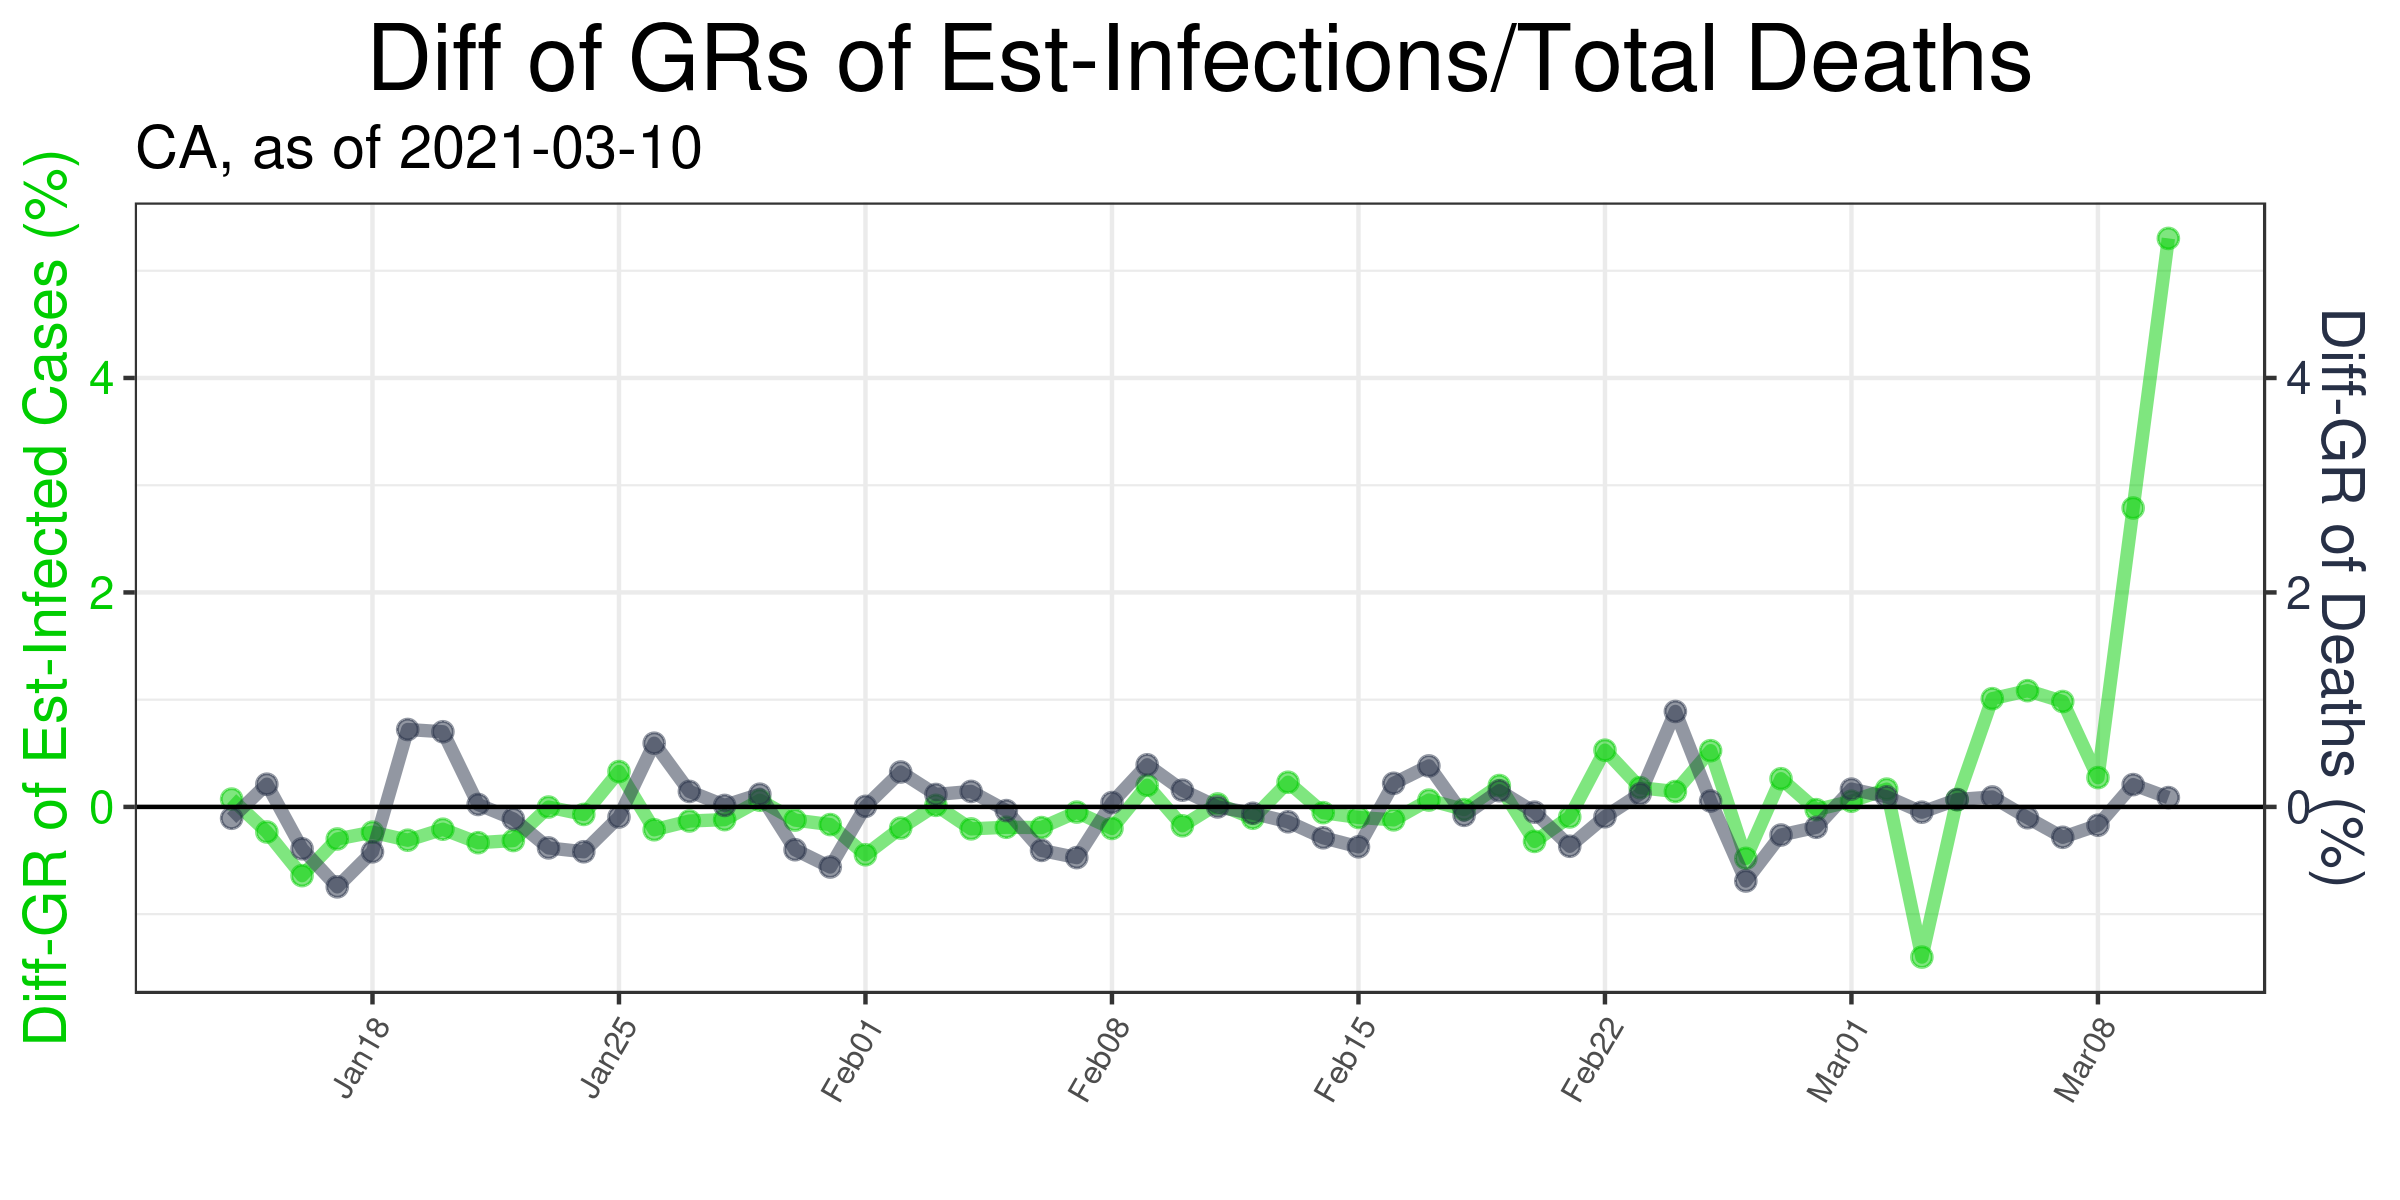 Diff of GRs of Est-Infections/Total Deaths
CA, as of 2021-03-10
Diff-GR of Est-Infected Cases (%)
4
2
0
4
2
0
Diff-GR of Deaths (%)
Jan18
Jan25
Feb01
Feb08
Feb15
Feb22
Mar01
Mar08